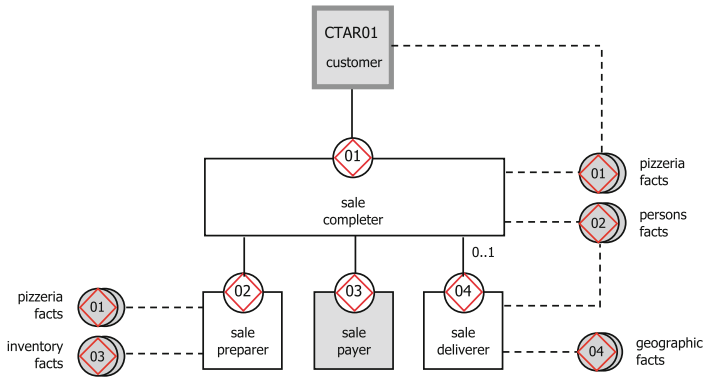 CTAR01
customer
01
sale
completer
01
pizzeria
facts
02
persons
facts
0..1
pizzeria
facts
01
inventory
facts
03
02
sale
preparer
03
sale
payer
04
sale
deliverer
04
geographic
facts